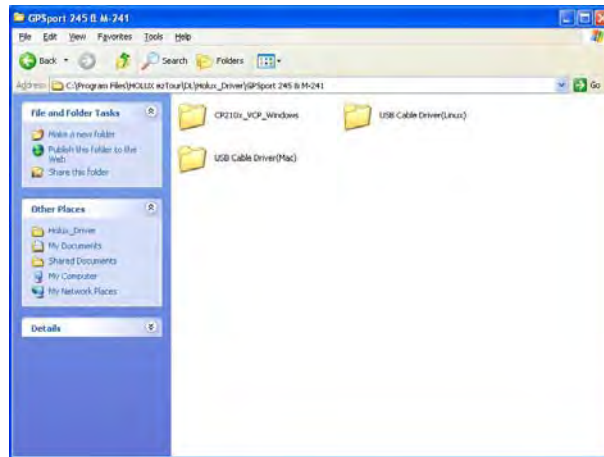 GPSport 245 & M-241
File Edit View Favorites Tools Help
Back Search Folders
Address C:\Program Files\HOLUX ezTour\DL\Holux_Driver\GPSport 245 & M-241 Go
File and Folder Tasks
Make a new folder
Publish this folder to the
Web
Share this folder
Other Places
Holux_Driver
My Documents
Shared Documents
My Computer
My Network Places
Details
CP210x_VCP_Windows USB Cable Driver(Linux)
USB Cable Driver(Mac)